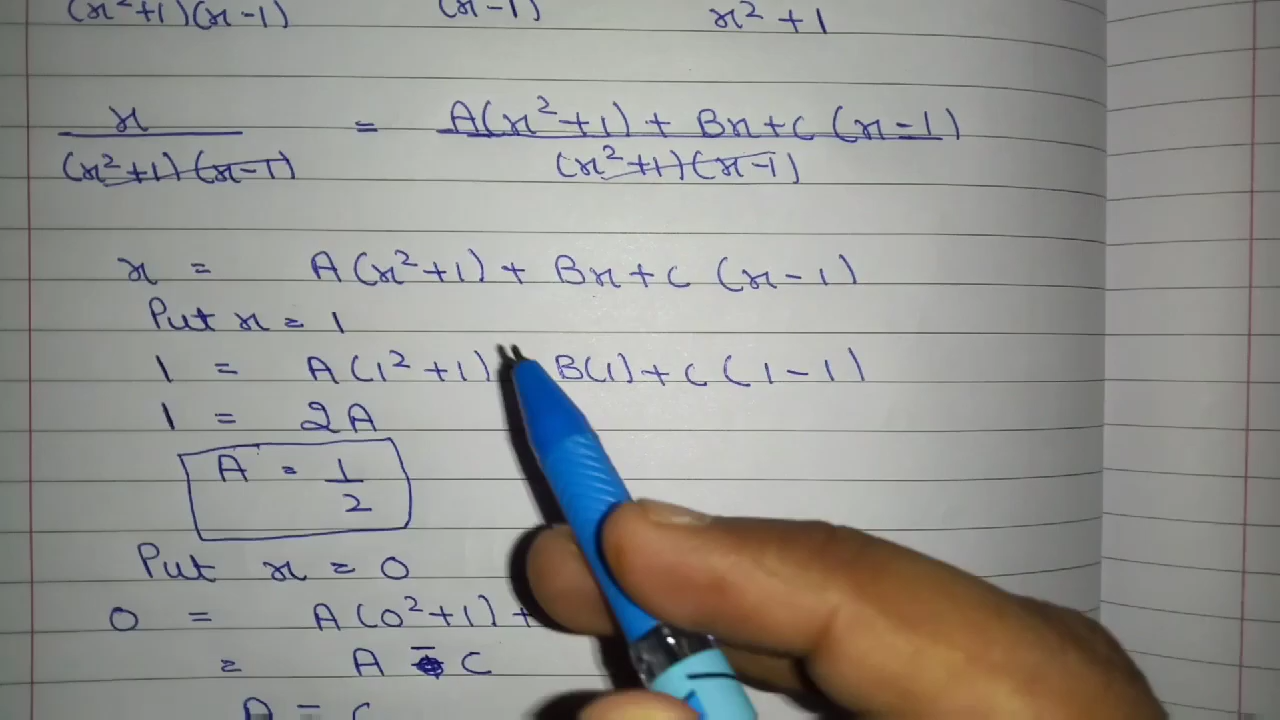 (x²+1)(x-1) (x-1) x²+1
x / (x²+1)(x-1) = A(x²+1) + Bx+C (x-1) / (x²+1)(x-1)
x = A(x²+1) + Bx+C (x-1)
Put x = 1
1 = A(1²+1) B(1)+C (1-1)
1 = 2A
A = 1/2
Put x = 0
0 = A(0²+1) +
= A - C
A = C